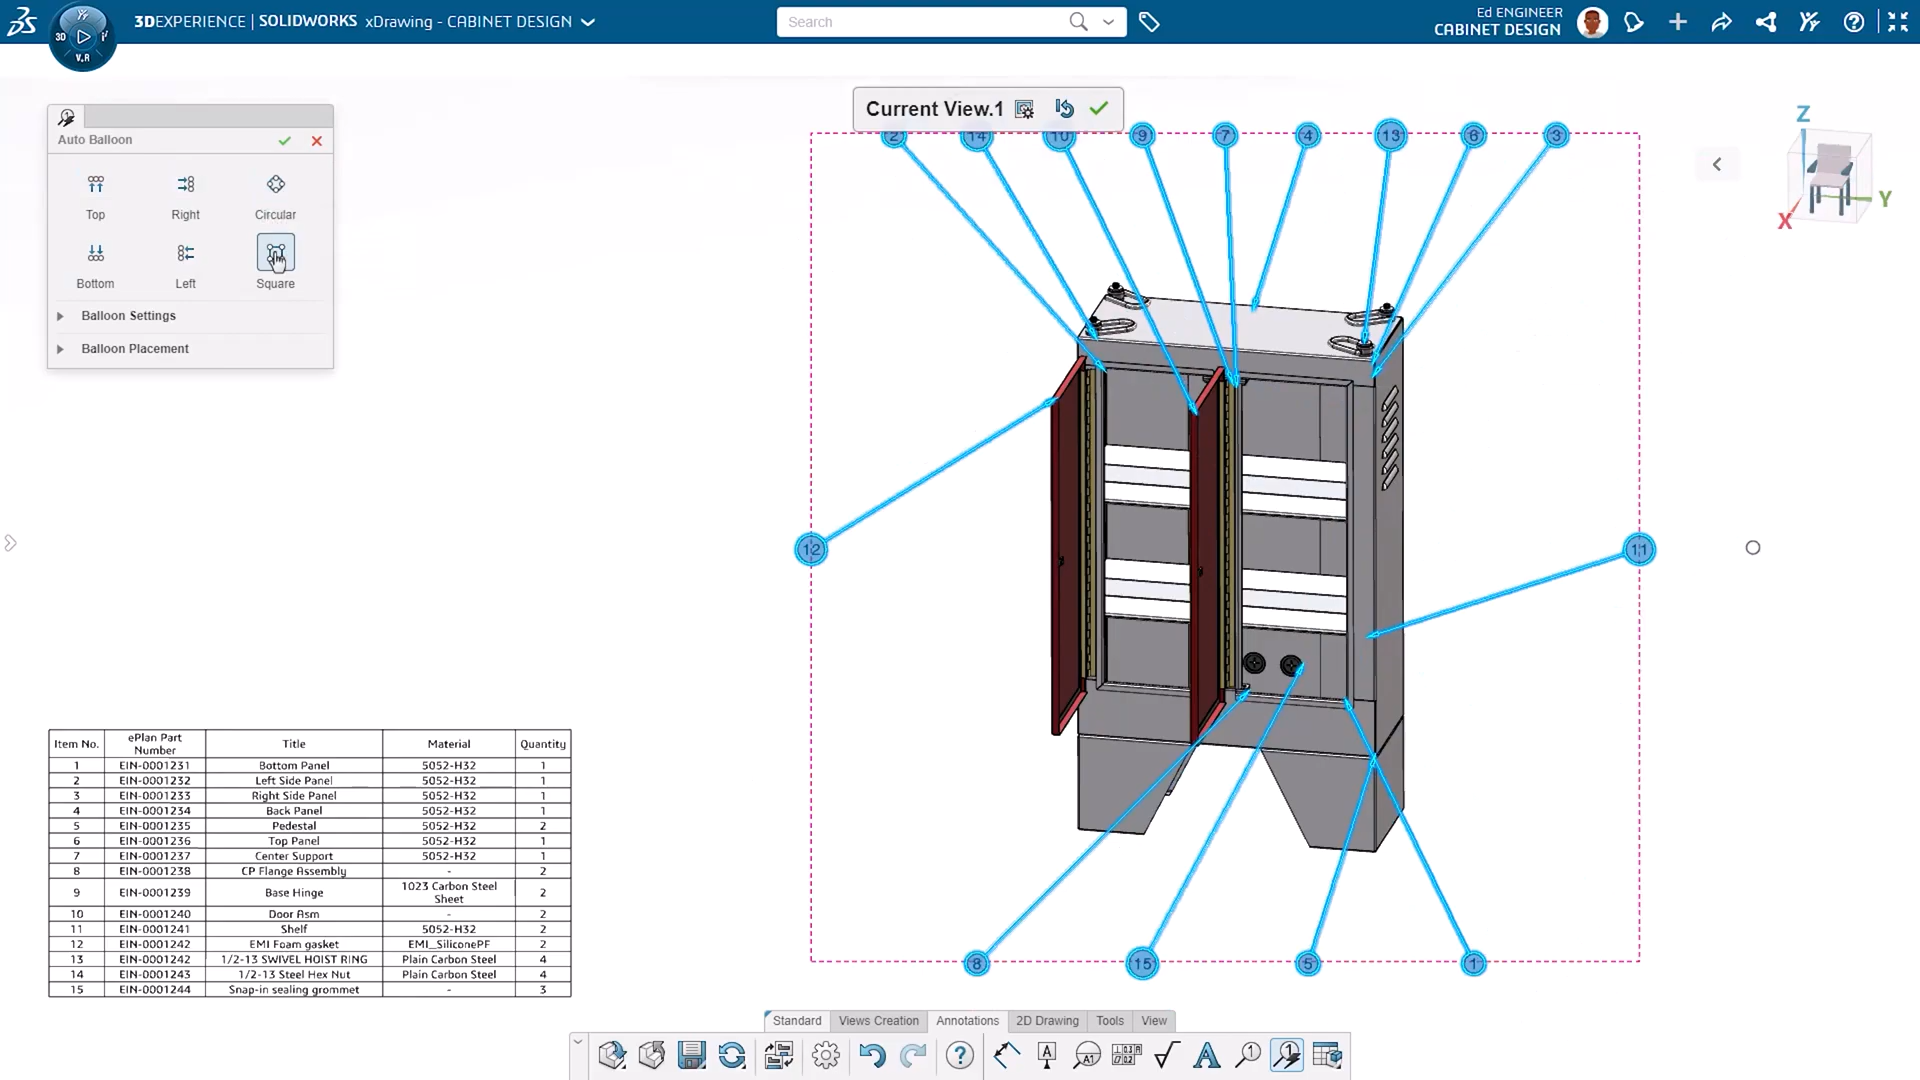 3DEXPERIENCE | SOLIDWORKS xDrawing - CABINET DESIGN
Search
Ed ENGINEER
CABINET DESIGN
3D
V.R
Auto Balloon
Top
Right
Circular
Bottom
Left
Square
Balloon Settings
Balloon Placement
Current View.1
2 14 10 9 7 4 13 6 3
12
11
8 15 5 1
Z
Y
X
Item No. ePlan Part Number Title Material Quantity
1 EIN-0001231 Bottom Panel 5052-H32 1
2 EIN-0001232 Left Side Panel 5052-H32 1
3 EIN-0001233 Right Side Panel 5052-H32 1
4 EIN-0001234 Back Panel 5052-H32 1
5 EIN-0001235 Pedestal 5052-H32 2
6 EIN-0001236 Top Panel 5052-H32 1
7 EIN-0001237 Center Support 5052-H32 1
8 EIN-0001238 CP Flange Assembly - 2
9 EIN-0001239 Base Hinge 1023 Carbon Steel Sheet 2
10 EIN-0001240 Door Asm - 2
11 EIN-0001241 Shelf 5052-H32 2
12 EIN-0001242 EMI Foam gasket EMI_SiliconePF 2
13 EIN-0001242 1/2-13 SWIVEL HOIST RING Plain Carbon Steel 4
14 EIN-0001243 1/2-13 Steel Hex Nut Plain Carbon Steel 4
15 EIN-0001244 Snap-in sealing grommet - 3
Standard
Views Creation
Annotations
2D Drawing
Tools
View